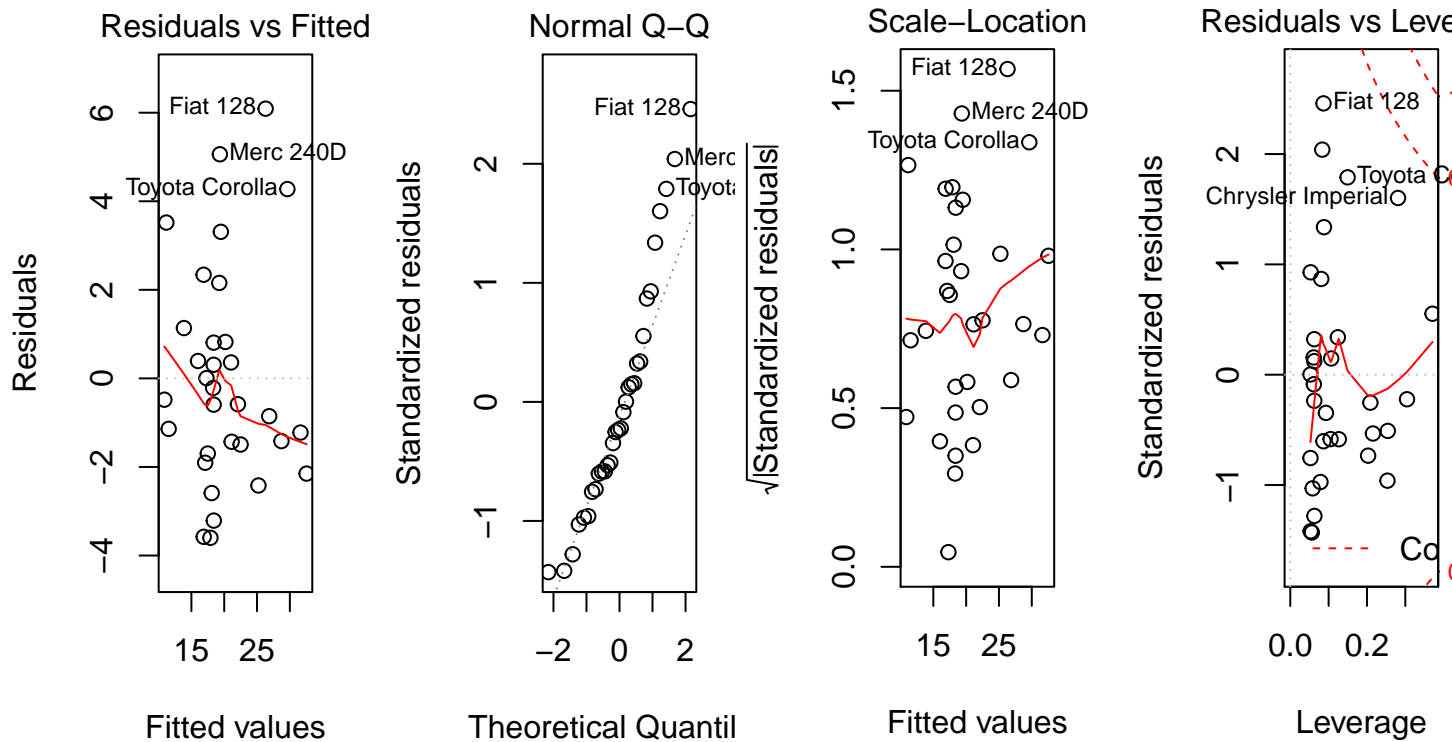 Residuals vs Fitted
Residuals
6
4
2
0
−2
−4
Fiat 128
Merc 240D
Toyota Corolla
15
25
Fitted values
Normal Q−Q
Standardized residuals
2
1
0
−1
Fiat 128
Merc
Toyota
−2
0
2
Theoretical Quantil
Scale−Location
√|Standardized residuals|
1.5
1.0
0.5
0.0
Fiat 128
Merc 240D
Toyota Corolla
15
25
Fitted values
Residuals vs Leve
Standardized residuals
2
1
0
−1
Fiat 128
Toyota
Chrysler Imperial
Co
0.0
0.2
Leverage